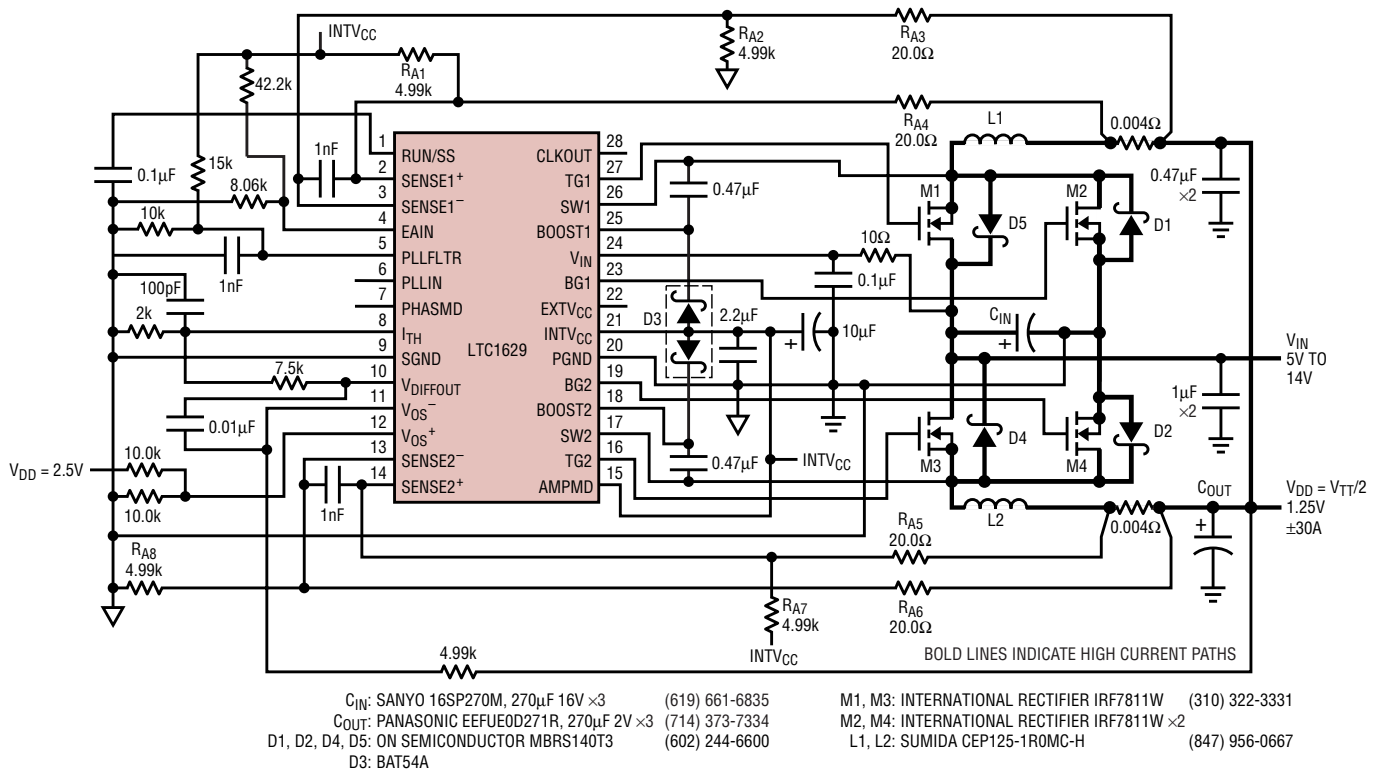 INTVCC
RA2
4.99k
RA3
20.0Ω
42.2k
RA1
4.99k
RA4
20.0Ω
L1
0.004Ω
0.1µF
15k
1nF
8.06k
10k
1nF
100pF
2k
7.5k
0.01µF
VDD = 2.5V
10.0k
10.0k
1nF
RA8
4.99k
1 RUN/SS
2 SENSE1+
3 SENSE1–
4 EAIN
5 PLLFLTR
6 PLLIN
7 PHASMD
8 ITH
9 SGND
10 VDIFFOUT
11 VOS–
12 VOS+
13 SENSE2–
14 SENSE2+
LTC1629
CLKOUT 28
TG1 27
SW1 26
BOOST1 25
VIN 24
BG1 23
EXTVCC 22
INTVCC 21
PGND 20
BG2 19
BOOST2 18
SW2 17
TG2 16
AMPMD 15
0.47µF
10Ω
0.1µF
D3
2.2µF
10µF
+
0.47µF
INTVCC
M1
D5
M2
D1
0.47µF
×2
CIN
+
VIN
5V TO
14V
1µF
×2
M3
D4
M4
D2
L2
0.004Ω
COUT
+
VDD = VTT/2
1.25V
±30A
RA5
20.0Ω
RA6
20.0Ω
RA7
4.99k
INTVCC
4.99k
BOLD LINES INDICATE HIGH CURRENT PATHS
CIN: SANYO 16SP270M, 270µF 16V ×3 (619) 661-6835
COUT: PANASONIC EEFUE0D271R, 270µF 2V ×3 (714) 373-7334
D1, D2, D4, D5: ON SEMICONDUCTOR MBRS140T3 (602) 244-6600
D3: BAT54A
M1, M3: INTERNATIONAL RECTIFIER IRF7811W (310) 322-3331
M2, M4: INTERNATIONAL RECTIFIER IRF7811W ×2
L1, L2: SUMIDA CEP125-1R0MC-H (847) 956-0667